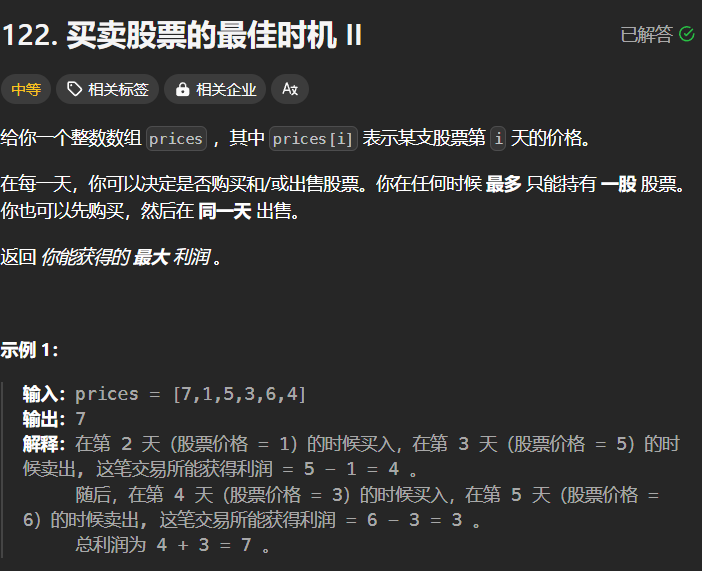 122. 买卖股票的最佳时机 II
已解答
中等 相关标签 相关企业 Aх
给你一个整数数组 prices ，其中 prices[i] 表示某支股票第 i 天的价格。
在每一天，你可以决定是否购买和/或出售股票。你在任何时候 最多 只能持有 一股 股票。
你也可以先购买，然后在 同一天 出售。
返回 你能获得的 最大 利润 。
示例 1：
输入：prices = [7,1,5,3,6,4]
输出：7
解释：在第 2 天（股票价格 = 1）的时候买入，在第 3 天（股票价格 = 5）的时
候卖出, 这笔交易所能获得利润 = 5 - 1 = 4 。
随后，在第 4 天（股票价格 = 3）的时候买入，在第 5 天（股票价格 =
6）的时候卖出, 这笔交易所能获得利润 = 6 - 3 = 3 。
总利润为 4 + 3 = 7 。